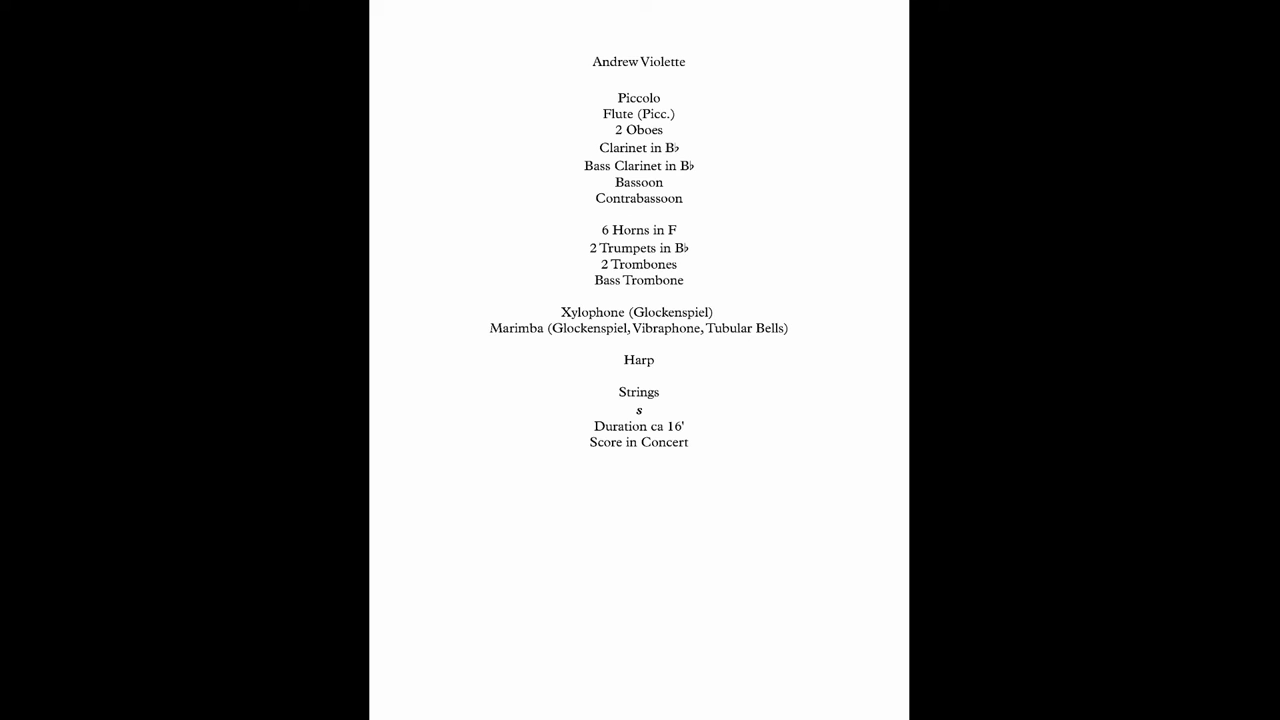 Andrew Violette
Piccolo
Flute (Picc.)
2 Oboes
Clarinet in B♭
Bass Clarinet in B♭
Bassoon
Contrabassoon
6 Horns in F
2 Trumpets in B♭
2 Trombones
Bass Trombone
Xylophone (Glockenspiel)
Marimba (Glockenspiel, Vibraphone, Tubular Bells)
Harp
Strings
s
Duration ca 16'
Score in Concert